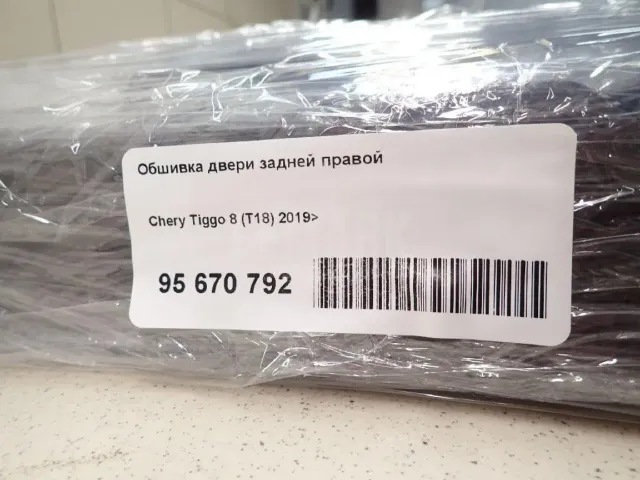 Обшивка двери задней правой
Chery Tiggo 8 (T18) 2019>
95 670 792